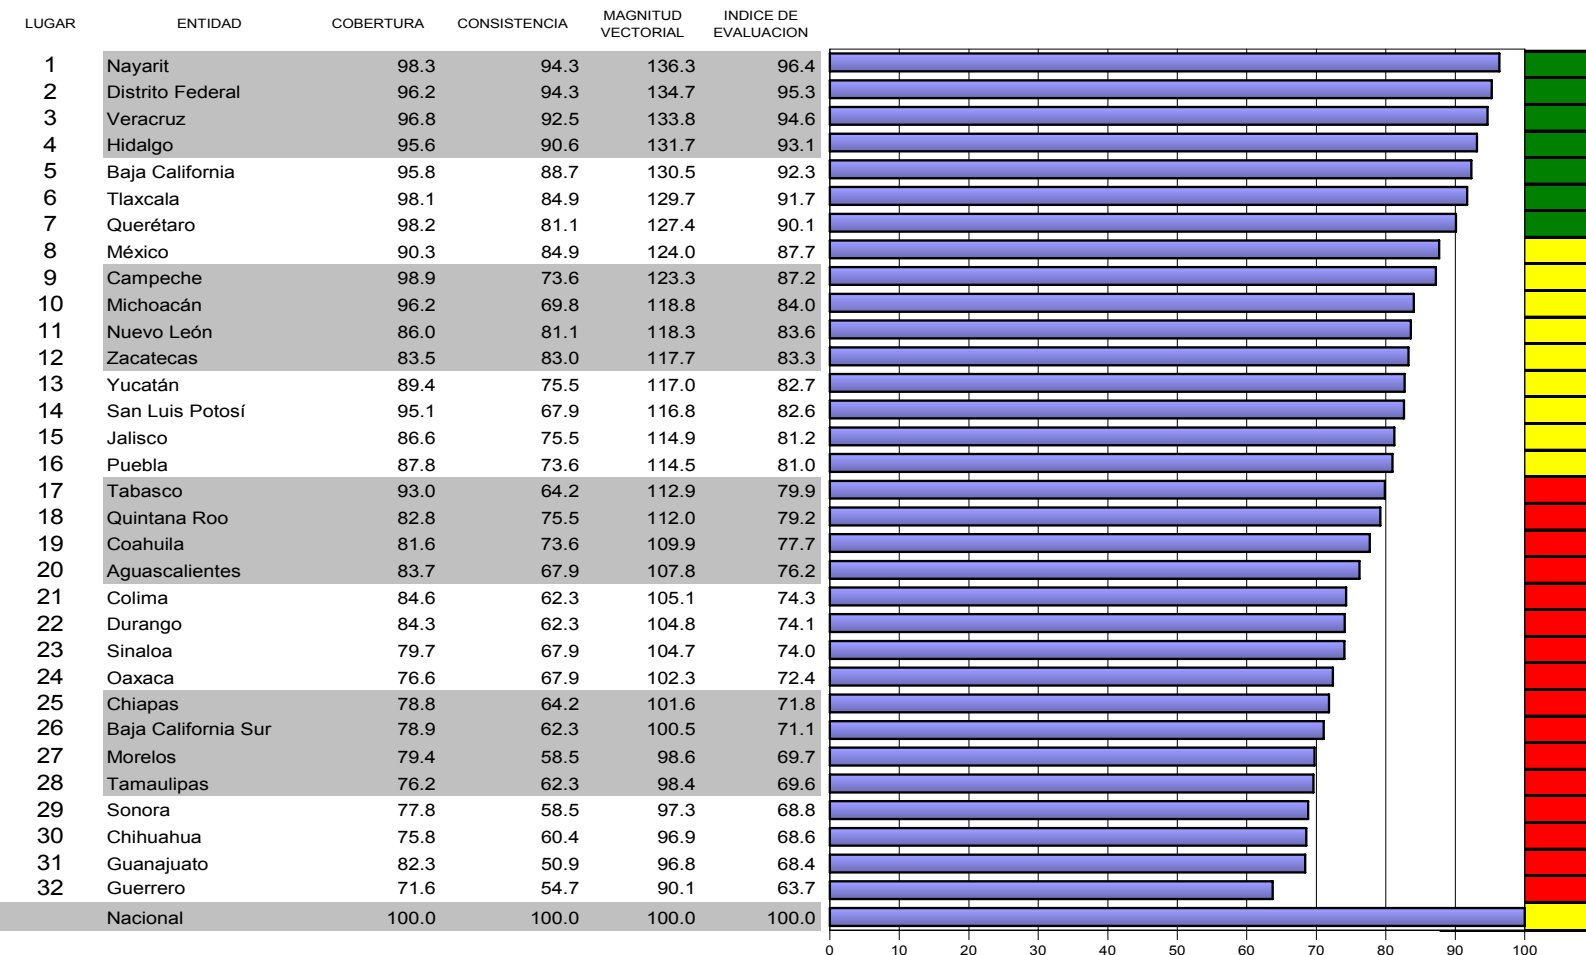 LUGAR ENTIDAD COBERTURA CONSISTENCIA MAGNITUD VECTORIAL INDICE DE EVALUACION
1 Nayarit 98.3 94.3 136.3 96.4
2 Distrito Federal 96.2 94.3 134.7 95.3
3 Veracruz 96.8 92.5 133.8 94.6
4 Hidalgo 95.6 90.6 131.7 93.1
5 Baja California 95.8 88.7 130.5 92.3
6 Tlaxcala 98.1 84.9 129.7 91.7
7 Querétaro 98.2 81.1 127.4 90.1
8 México 90.3 84.9 124.0 87.7
9 Campeche 98.9 73.6 123.3 87.2
10 Michoacán 96.2 69.8 118.8 84.0
11 Nuevo León 86.0 81.1 118.3 83.6
12 Zacatecas 83.5 83.0 117.7 83.3
13 Yucatán 89.4 75.5 117.0 82.7
14 San Luis Potosí 95.1 67.9 116.8 82.6
15 Jalisco 86.6 75.5 114.9 81.2
16 Puebla 87.8 73.6 114.5 81.0
17 Tabasco 93.0 64.2 112.9 79.9
18 Quintana Roo 82.8 75.5 112.0 79.2
19 Coahuila 81.6 73.6 109.9 77.7
20 Aguascalientes 83.7 67.9 107.8 76.2
21 Colima 84.6 62.3 105.1 74.3
22 Durango 84.3 62.3 104.8 74.1
23 Sinaloa 79.7 67.9 104.7 74.0
24 Oaxaca 76.6 67.9 102.3 72.4
25 Chiapas 78.8 64.2 101.6 71.8
26 Baja California Sur 78.9 62.3 100.5 71.1
27 Morelos 79.4 58.5 98.6 69.7
28 Tamaulipas 76.2 62.3 98.4 69.6
29 Sonora 77.8 58.5 97.3 68.8
30 Chihuahua 75.8 60.4 96.9 68.6
31 Guanajuato 82.3 50.9 96.8 68.4
32 Guerrero 71.6 54.7 90.1 63.7
Nacional 100.0 100.0 100.0 100.0
0 10 20 30 40 50 60 70 80 90 100